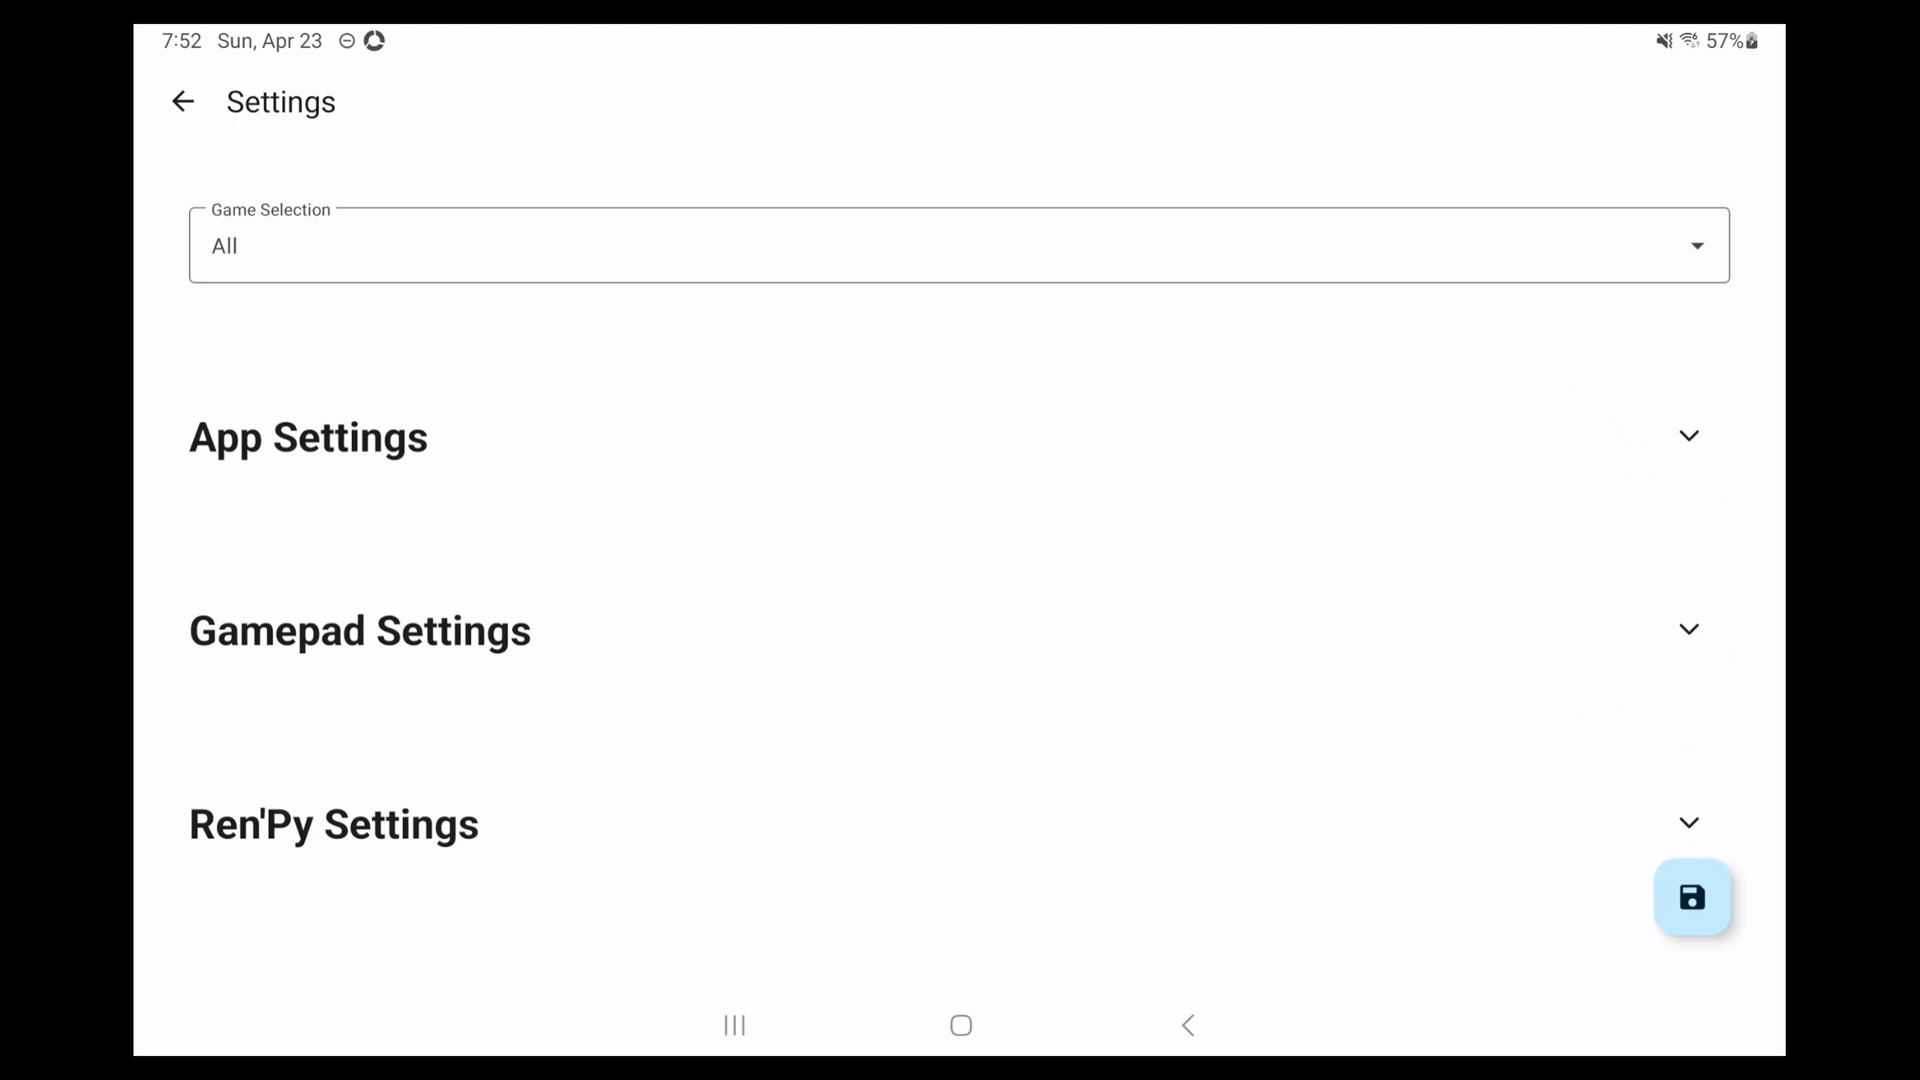 7:52 Sun, Apr 23 57%
Settings
Game Selection
All
App Settings
Gamepad Settings
Ren'Py Settings